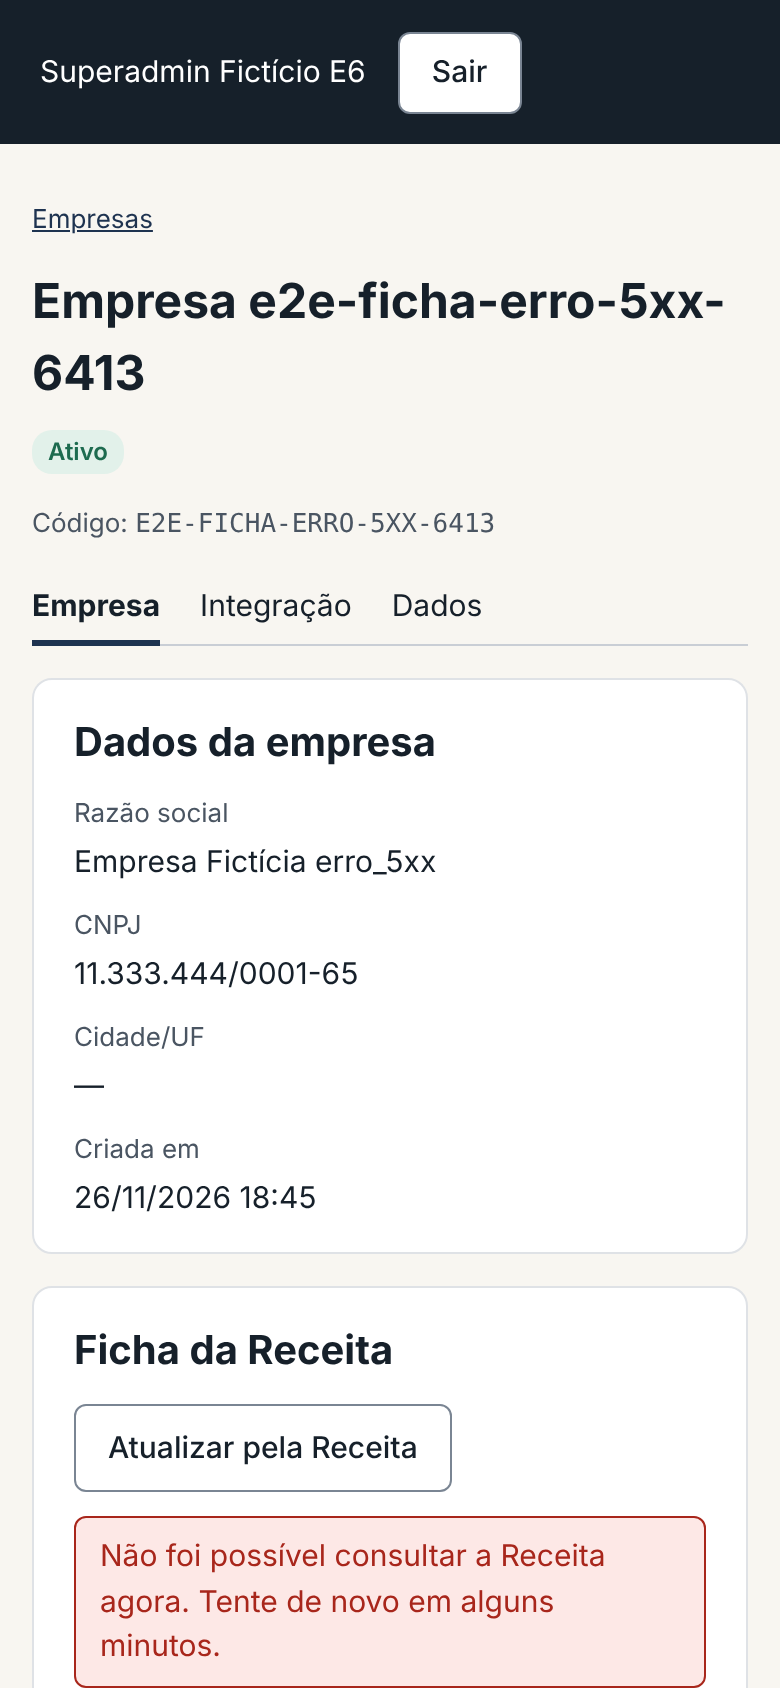 Superadmin Fictício E6
Sair
Empresas
Empresa e2e-ficha-erro-5xx-
6413
Ativo
Código: E2E-FICHA-ERRO-5XX-6413
Empresa Integração Dados
Dados da empresa
Razão social
Empresa Fictícia erro_5xx
CNPJ
11.333.444/0001-65
Cidade/UF
—
Criada em
26/11/2026 18:45
Ficha da Receita
Atualizar pela Receita
Não foi possível consultar a Receita
agora. Tente de novo em alguns
minutos.